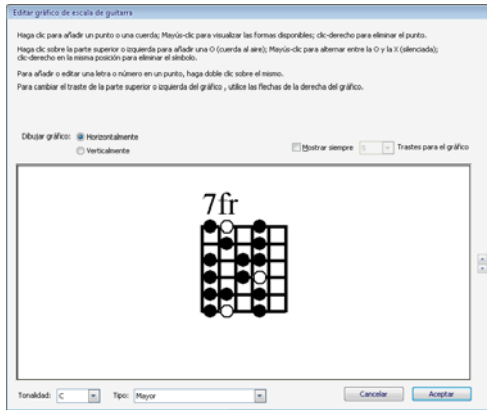 Editar gráfico de escala de guitarra
Haga clic para añadir un punto o una cuerda; Mayús-clic para visualizar las formas disponibles; clic-derecho para eliminar el punto.
Haga clic sobre la parte superior o izquierda para añadir una O (cuerda al aire); Mayús-clic para alternar entre la O y la X (silenciada);
clic-derecho en la misma posición para eliminar el símbolo.
Para añadir o editar una letra o número en un punto, haga doble clic sobre el mismo.
Para cambiar el traste de la parte superior o izquierda del gráfico , utilice las flechas de la derecha del gráfico.
Dibujar gráfico: Horizontalmente
Verticalmente
Mostrar siempre 5 Trastes para el gráfico
7fr
Tonalidad: C Tipo: Mayor Cancelar Aceptar